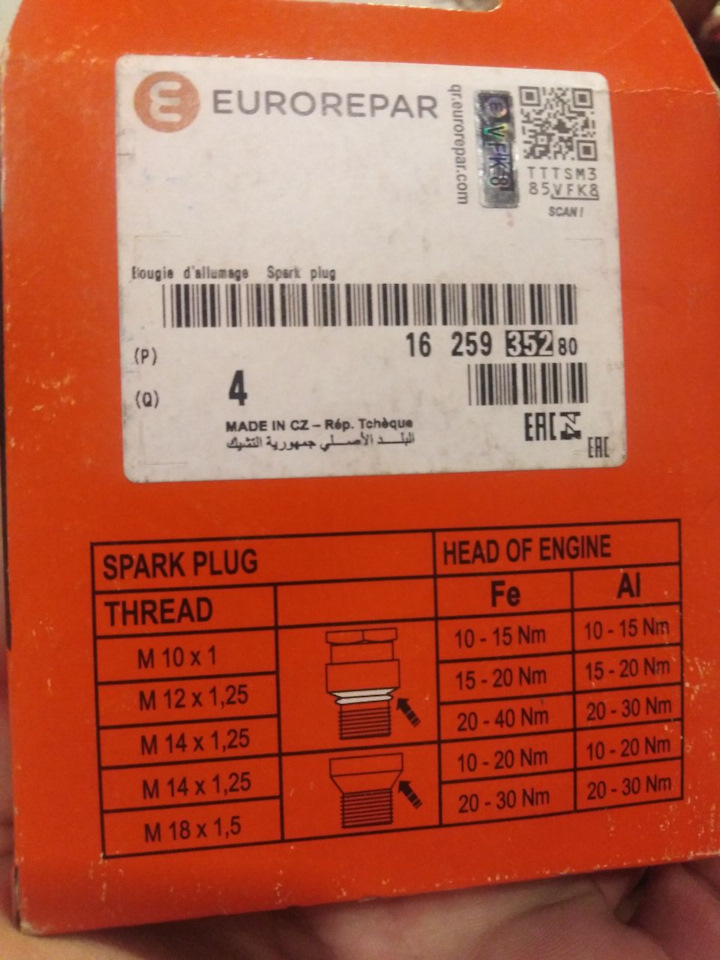 EUROREPAR
qr.eurorepar.com
e VFK8
TTTSM3
85VFK8
SCAN!
Bougie d'allumage Spark plug
16 259 352 80
(P)
(Q) 4
MADE IN CZ – Rép. Tchèque
البلد الأصلي جمهورية التشيك
EAC
EAC
SPARK PLUG HEAD OF ENGINE
THREAD Fe Al
M 10 x 1 10 - 15 Nm 10 - 15 Nm
M 12 x 1,25 15 - 20 Nm 15 - 20 Nm
M 14 x 1,25 20 - 40 Nm 20 - 30 Nm
M 14 x 1,25 10 - 20 Nm 10 - 20 Nm
M 18 x 1,5 20 - 30 Nm 20 - 30 Nm